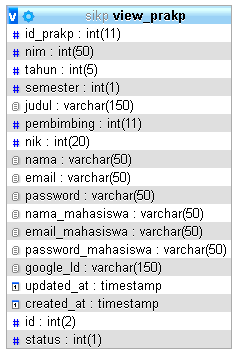 v sikp view_prakp
# id_prakp : int(11)
# nim : int(50)
# tahun : int(5)
# semester : int(1)
judul : varchar(150)
# pembimbing : int(11)
# nik : int(20)
nama : varchar(50)
email : varchar(50)
password : varchar(50)
nama_mahasiswa : varchar(50)
email_mahasiswa : varchar(50)
password_mahasiswa : varchar(50)
google_Id : varchar(150)
updated_at : timestamp
created_at : timestamp
# id : int(2)
# status : int(1)